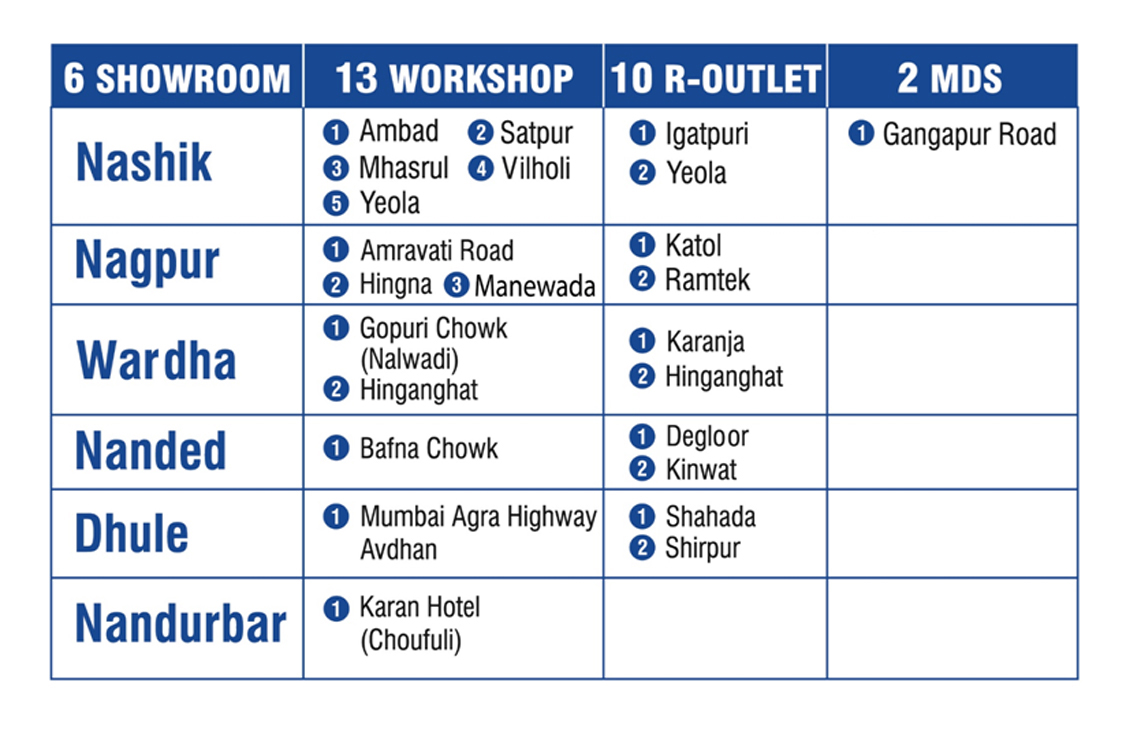 6 SHOWROOM 13 WORKSHOP 10 R-OUTLET 2 MDS
Nashik
1 Ambad 2 Satpur
3 Mhasrul 4 Vilholi
5 Yeola
1 Igatpuri
2 Yeola
1 Gangapur Road
Nagpur
1 Amravati Road
2 Hingna 3 Manewada
1 Katol
2 Ramtek
Wardha
1 Gopuri Chowk
(Nalwadi)
2 Hinganghat
1 Karanja
2 Hinganghat
Nanded
1 Bafna Chowk
1 Degloor
2 Kinwat
Dhule
1 Mumbai Agra Highway
Avdhan
1 Shahada
2 Shirpur
Nandurbar
1 Karan Hotel
(Choufuli)